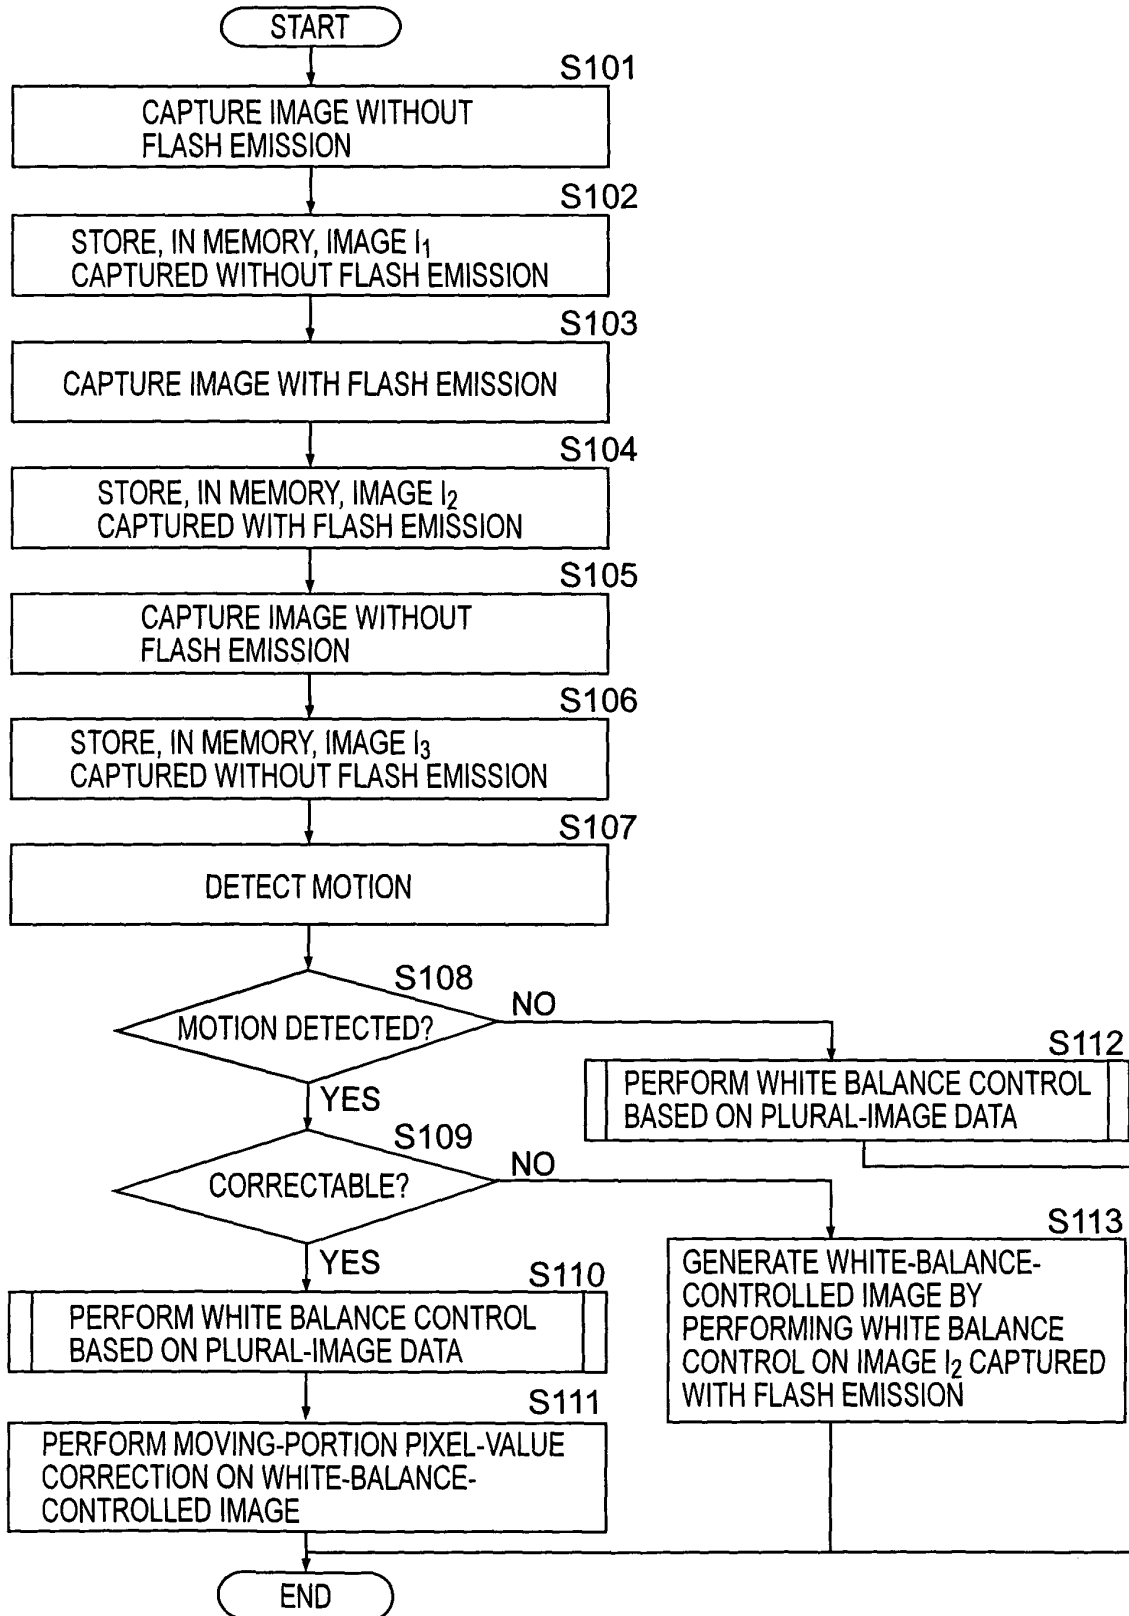 START
S101
CAPTURE IMAGE WITHOUT
FLASH EMISSION
S102
STORE, IN MEMORY, IMAGE I1
CAPTURED WITHOUT FLASH EMISSION
S103
CAPTURE IMAGE WITH FLASH EMISSION
S104
STORE, IN MEMORY, IMAGE I2
CAPTURED WITH FLASH EMISSION
S105
CAPTURE IMAGE WITHOUT
FLASH EMISSION
S106
STORE, IN MEMORY, IMAGE I3
CAPTURED WITHOUT FLASH EMISSION
S107
DETECT MOTION
S108
MOTION DETECTED?
NO
YES
S112
PERFORM WHITE BALANCE CONTROL
BASED ON PLURAL-IMAGE DATA
S109
CORRECTABLE?
NO
YES
S113
GENERATE WHITE-BALANCE-
CONTROLLED IMAGE BY
PERFORMING WHITE BALANCE
CONTROL ON IMAGE I2 CAPTURED
WITH FLASH EMISSION
S110
PERFORM WHITE BALANCE CONTROL
BASED ON PLURAL-IMAGE DATA
S111
PERFORM MOVING-PORTION PIXEL-VALUE
CORRECTION ON WHITE-BALANCE-
CONTROLLED IMAGE
END